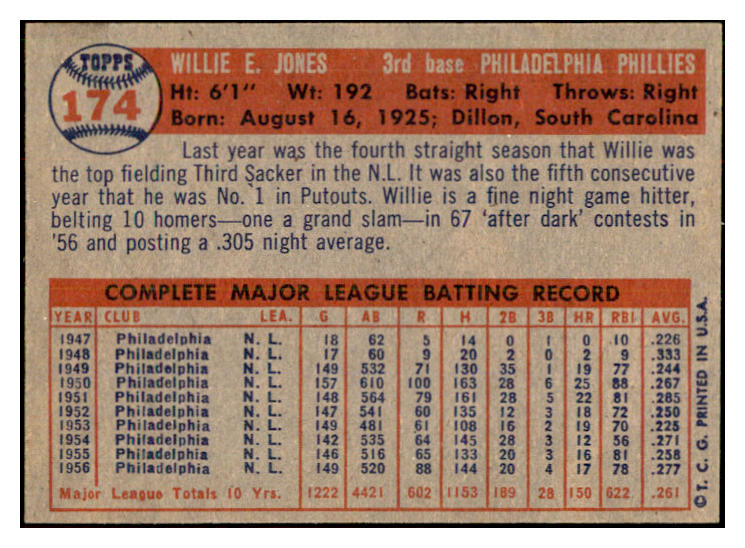 TOPPS
174
WILLIE E. JONES 3rd base PHILADELPHIA PHILLIES
Ht: 6'1" Wt: 192 Bats: Right Throws: Right
Born: August 16, 1925; Dillon, South Carolina
Last year was the fourth straight season that Willie was
the top fielding Third Sacker in the N.L. It was also the fifth consecutive
year that he was No. 1 in Putouts. Willie is a fine night game hitter,
belting 10 homers—one a grand slam—in 67 'after dark' contests in
'56 and posting a .305 night average.
COMPLETE MAJOR LEAGUE BATTING RECORD
YEAR CLUB LEA. G AB R H 2B 3B HR RBI AVG.
1947 Philadelphia N. L. 18 62 5 14 0 1 0 10 .226
1948 Philadelphia N. L. 17 60 9 20 2 0 2 9 .333
1949 Philadelphia N. L. 149 532 71 130 35 1 19 77 .244
1950 Philadelphia N. L. 157 610 100 163 28 6 25 88 .267
1951 Philadelphia N. L. 148 564 79 161 28 5 22 81 .285
1952 Philadelphia N. L. 147 541 60 135 12 3 18 72 .250
1953 Philadelphia N. L. 149 481 61 108 16 2 19 70 .225
1954 Philadelphia N. L. 142 535 64 145 28 3 12 56 .271
1955 Philadelphia N. L. 146 516 65 133 20 3 16 81 .258
1956 Philadelphia N. L. 149 520 88 144 20 4 17 78 .277
Major League Totals 10 Yrs. 1222 4421 602 1153 189 28 150 622 .261
©T. C. G. PRINTED IN U.S.A.